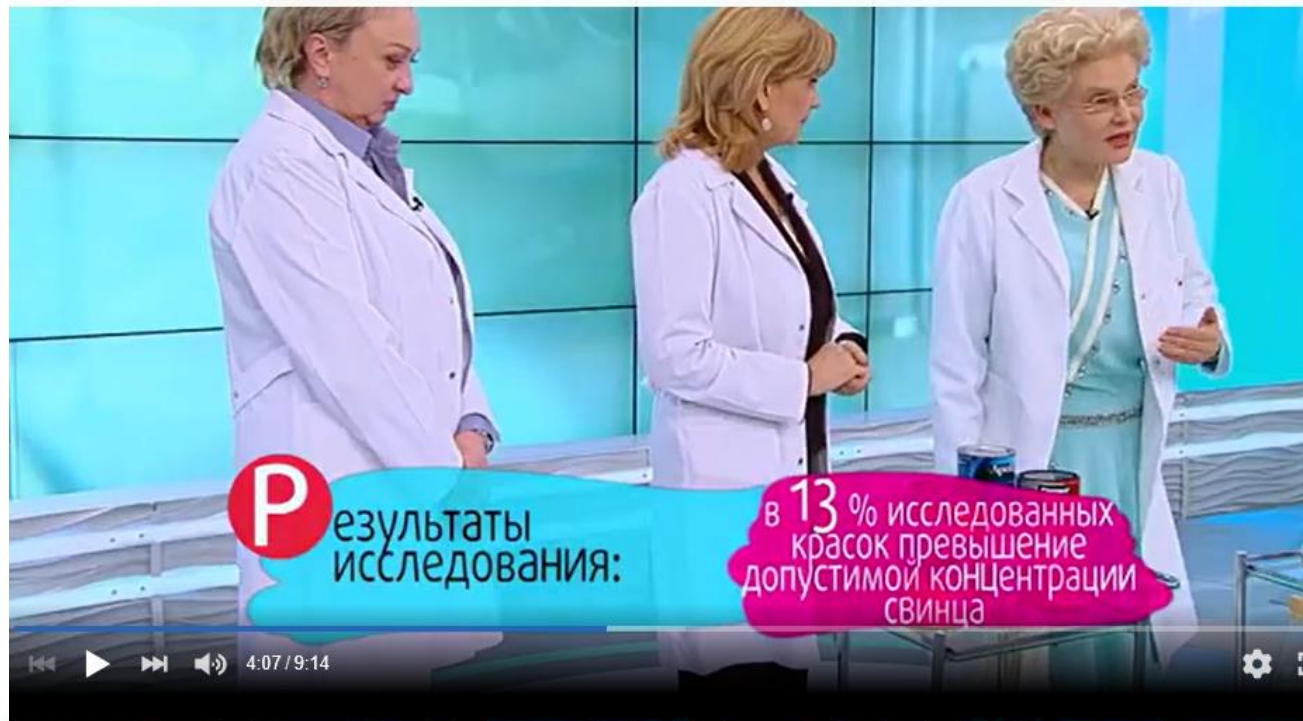 Результаты
исследования:
в 13 % исследованных
красок превышение
допустимой концентрации
свинца
4:07 / 9:14